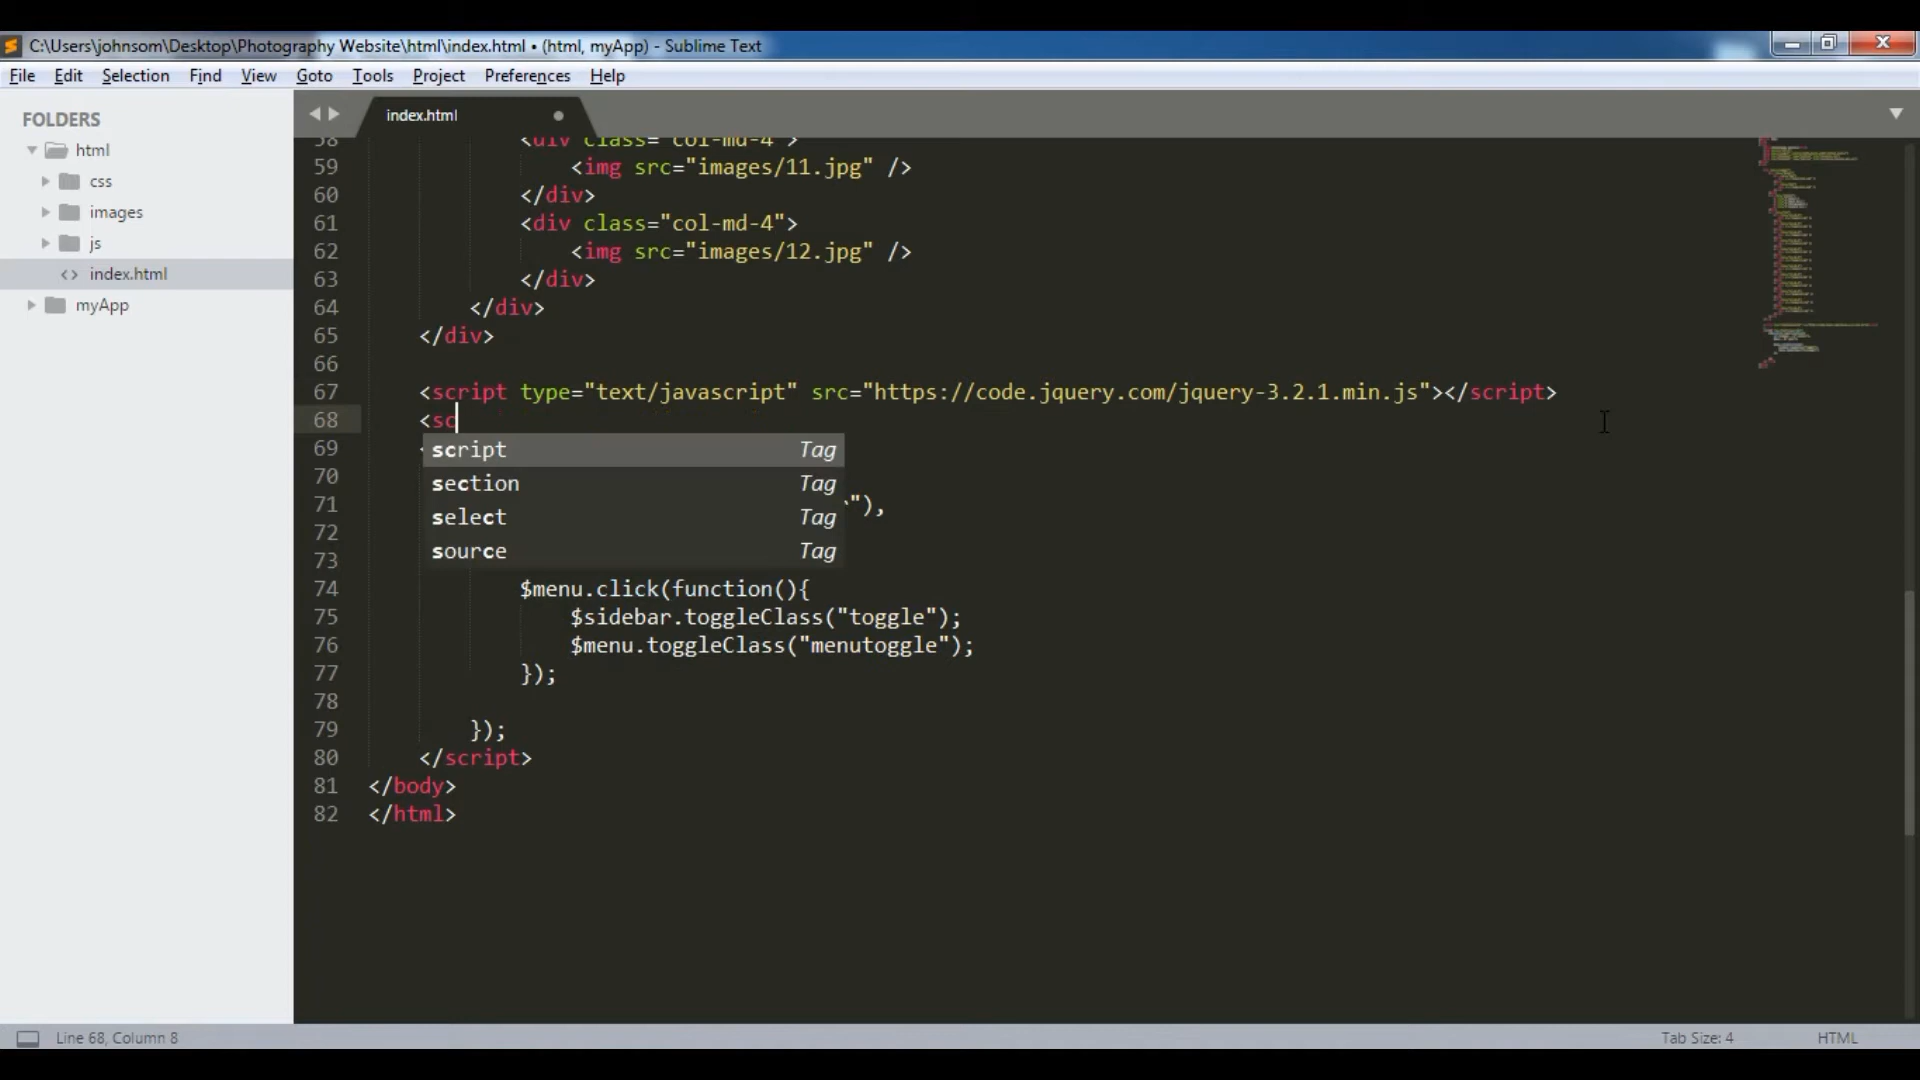 C:\Users\johnsom\Desktop\Photography Website\html\index.html • (html, myApp) - Sublime Text
File Edit Selection Find View Goto Tools Project Preferences Help
FOLDERS
html
css
images
js
<> index.html
myApp
index.html
58 <div class="col-md-4">
59 <img src="images/11.jpg" />
60 </div>
61 <div class="col-md-4">
62 <img src="images/12.jpg" />
63 </div>
64 </div>
65 </div>
66
67 <script type="text/javascript" src="https://code.jquery.com/jquery-3.2.1.min.js"></script>
68 <sc
script Tag
section Tag
select Tag
source Tag
69
70
71 "),
72
73
74 $menu.click(function(){
75 $sidebar.toggleClass("toggle");
76 $menu.toggleClass("menutoggle");
77 });
78
79 });
80 </script>
81 </body>
82 </html>
Line 68, Column 8
Tab Size: 4
HTML